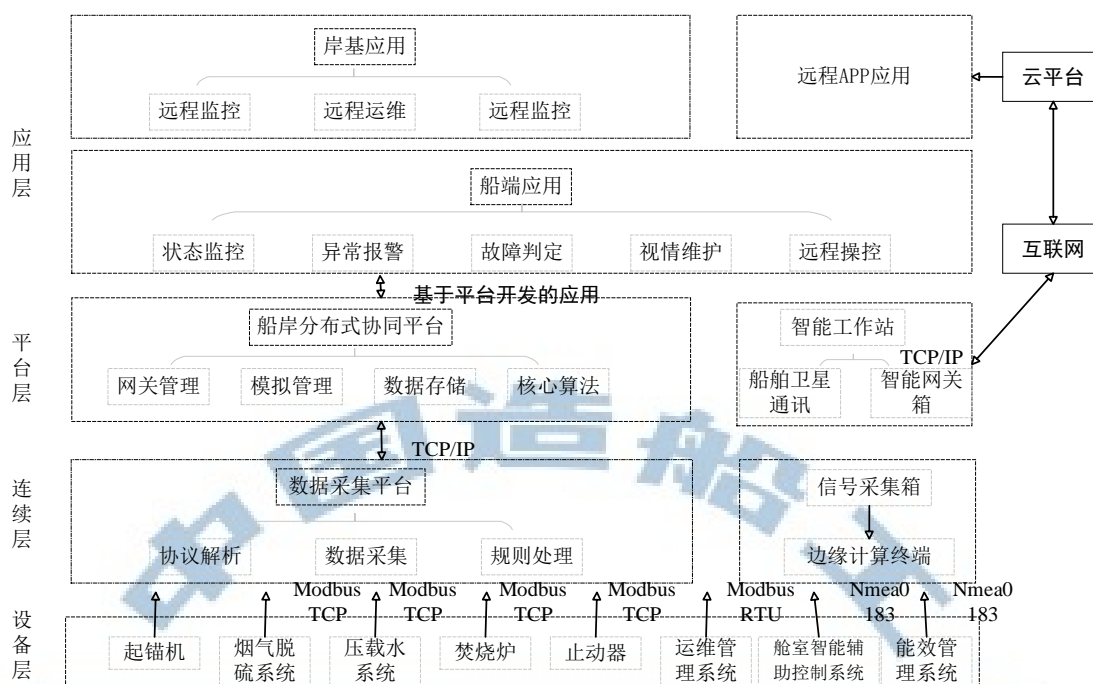 应用层
岸基应用
远程监控 远程运维 远程监控
远程APP应用
云平台
船端应用
状态监控 异常报警 故障判定 视情维护 远程操控
互联网
基于平台开发的应用
平台层
船岸分布式协同平台
网关管理 模拟管理 数据存储 核心算法
智能工作站
TCP/IP
船舶卫星
通讯
智能网关
箱
TCP/IP
连续层
数据采集平台
协议解析 数据采集 规则处理
信号采集箱
边缘计算终端
Modbus
TCP
Modbus
TCP
Modbus
TCP
Modbus
TCP
Modbus
RTU
Nmea0
183
Nmea0
183
设备层
起锚机
烟气脱
硫系统
压载水
系统
焚烧炉
止动器
运维管
理系统
舱室智能辅
助控制系统
能效管
理系统
中国造船工